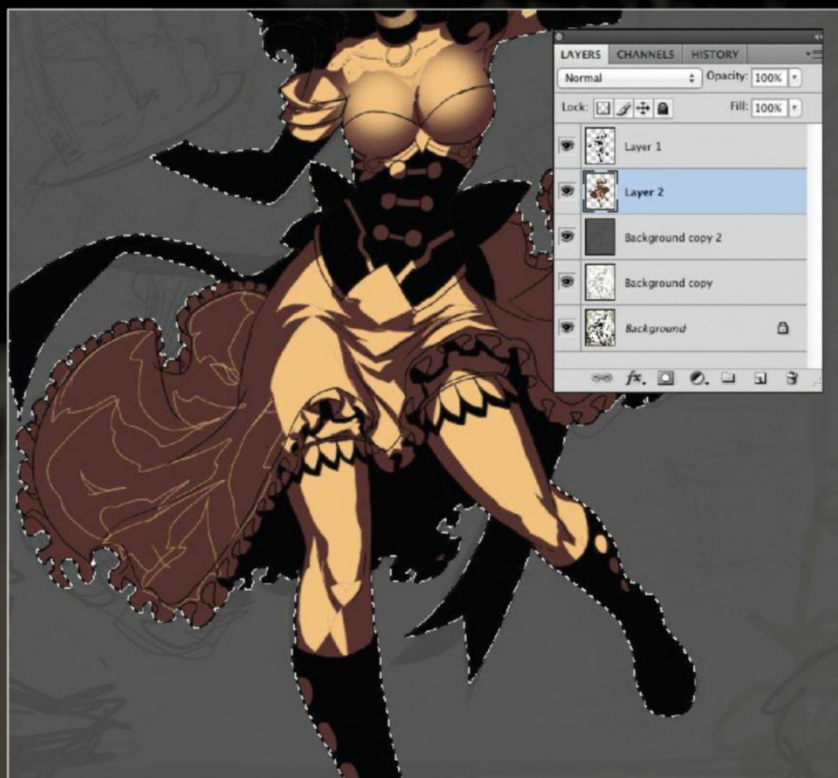 LAYERS CHANNELS HISTORY
Normal Opacity: 100%
Lock: Fill: 100%
Layer 1
Layer 2
Background copy 2
Background copy
Background
fx